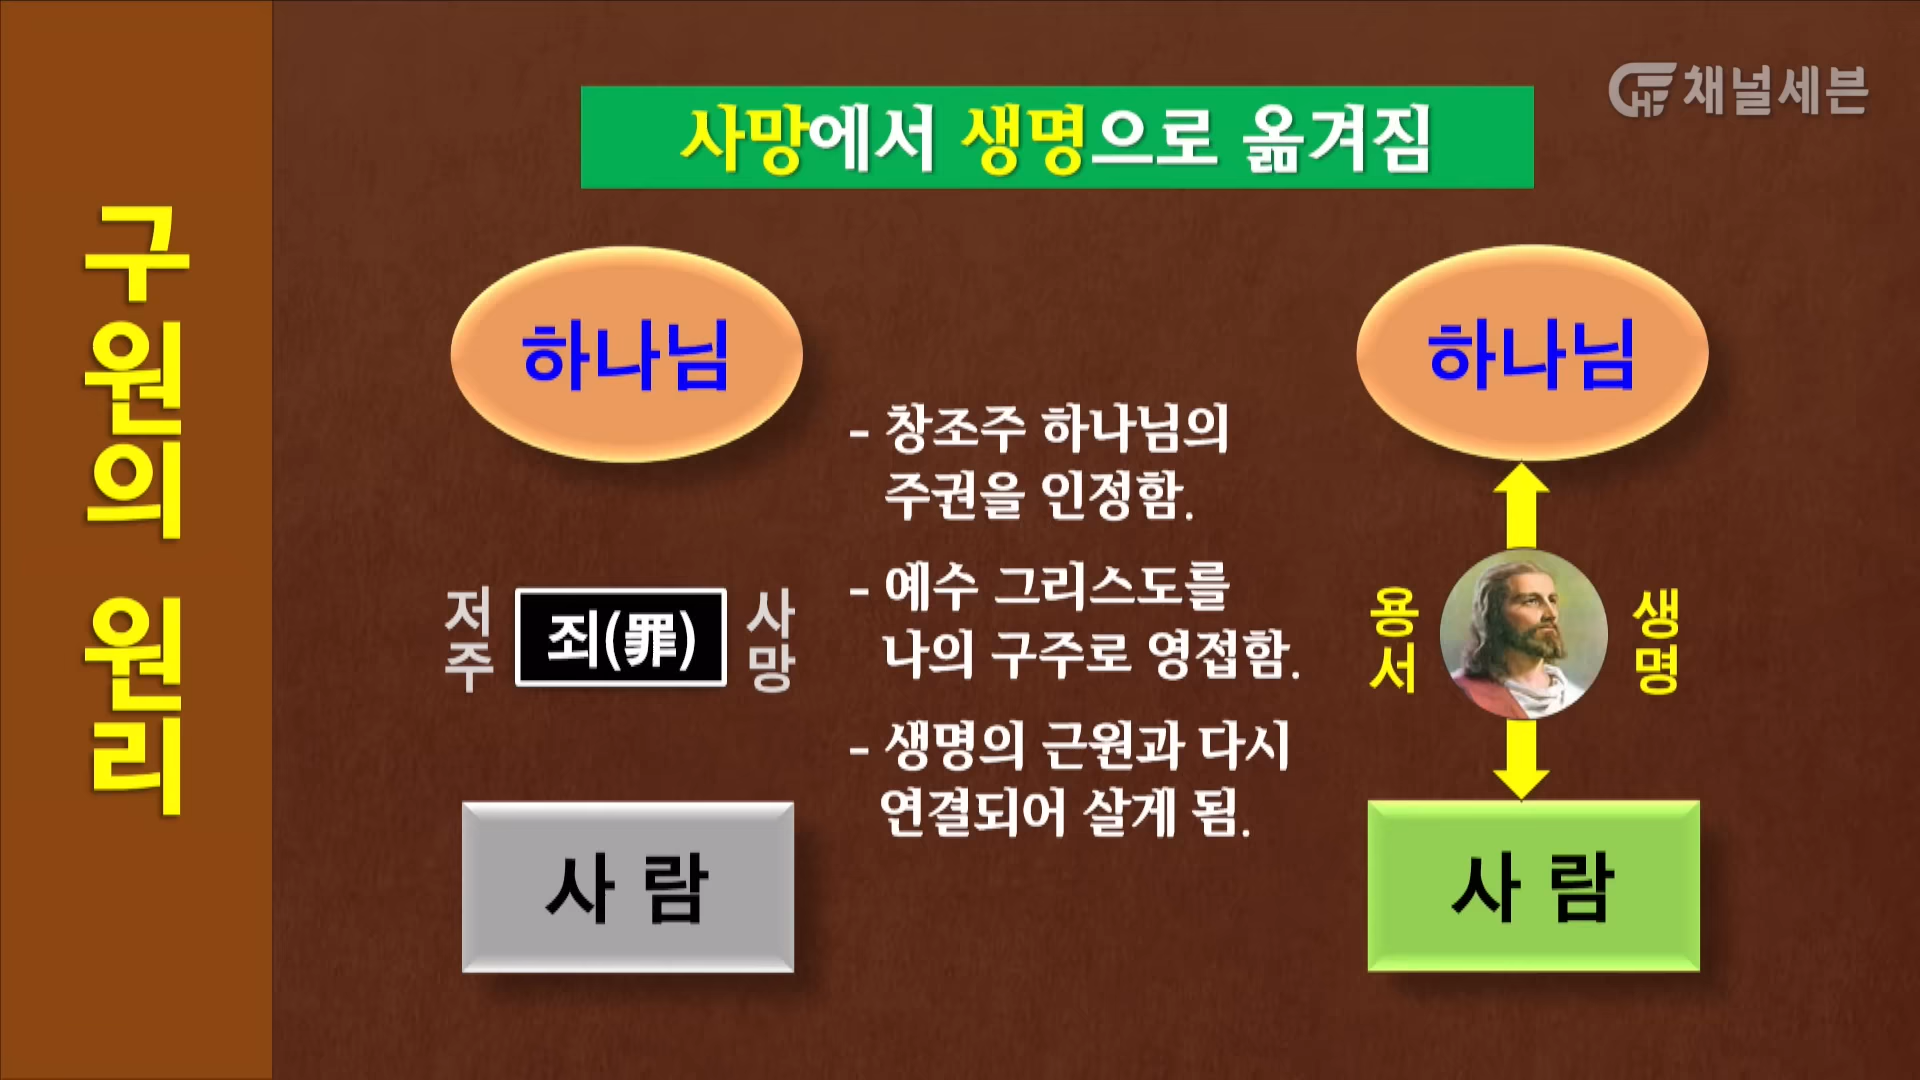 구원의 원리
채널세븐
사망에서 생명으로 옮겨짐
하나님
저주
죄(罪)
사망
사 람
- 창조주 하나님의
주권을 인정함.
- 예수 그리스도를
나의 구주로 영접함.
- 생명의 근원과 다시
연결되어 살게 됨.
하나님
용서
생명
사 람